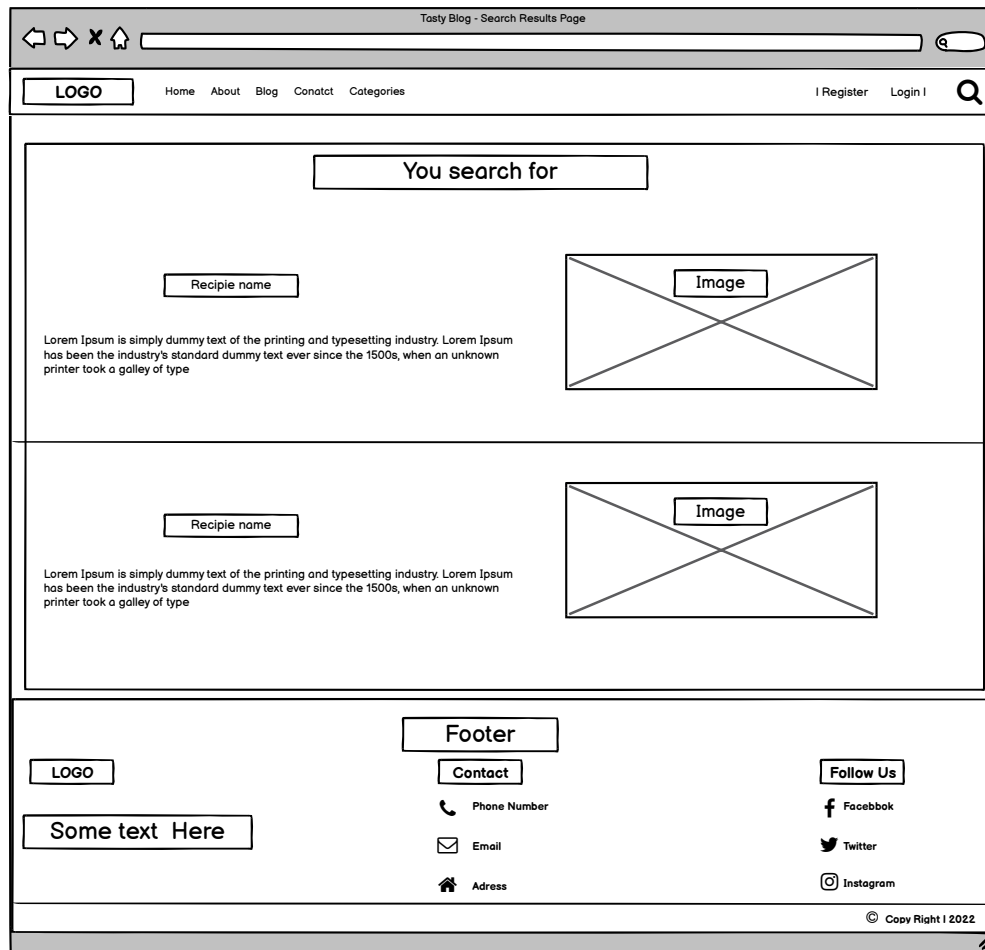 Tasty Blog - Search Results Page
LOGO Home About Blog Conatct Categories I Register Login I
You search for
Recipie name
Lorem Ipsum is simply dummy text of the printing and typesetting industry. Lorem Ipsum
has been the industry's standard dummy text ever since the 1500s, when an unknown
printer took a galley of type
Image
Recipie name
Lorem Ipsum is simply dummy text of the printing and typesetting industry. Lorem Ipsum
has been the industry's standard dummy text ever since the 1500s, when an unknown
printer took a galley of type
Image
Footer
LOGO
Some text Here
Contact
Phone Number
Email
Adress
Follow Us
Facebbok
Twitter
Instagram
© Copy Right I 2022